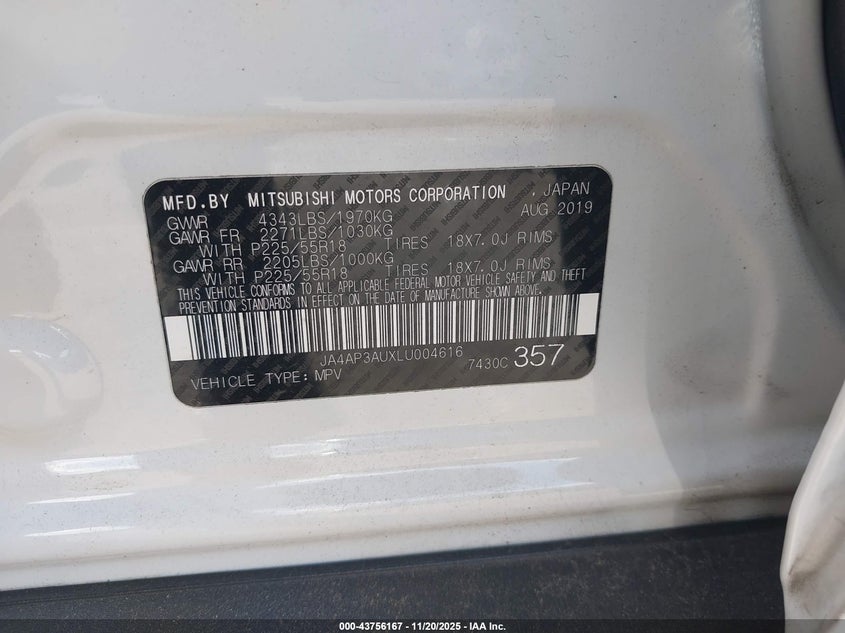 MFD.BY MITSUBISHI MOTORS CORPORATION , JAPAN
GVWR 4343LBS/1970KG AUG 2019
GAWR FR 2271LBS/1030KG
WITH P225/55R18 TIRES 18X7.0J RIMS
GAWR RR 2205LBS/1000KG
WITH P225/55R18 TIRES 18X7.0J RIMS
THIS VEHICLE CONFORMS TO ALL APPLICABLE FEDERAL MOTOR VEHICLE SAFETY AND THEFT
PREVENTION STANDARDS IN EFFECT ON THE DATE OF MANUFACTURE SHOWN ABOVE.
JA4AP3AUXLU004616
7430C 357
VEHICLE TYPE: MPV
000-43756167 - 11/20/2025 - IAA Inc.